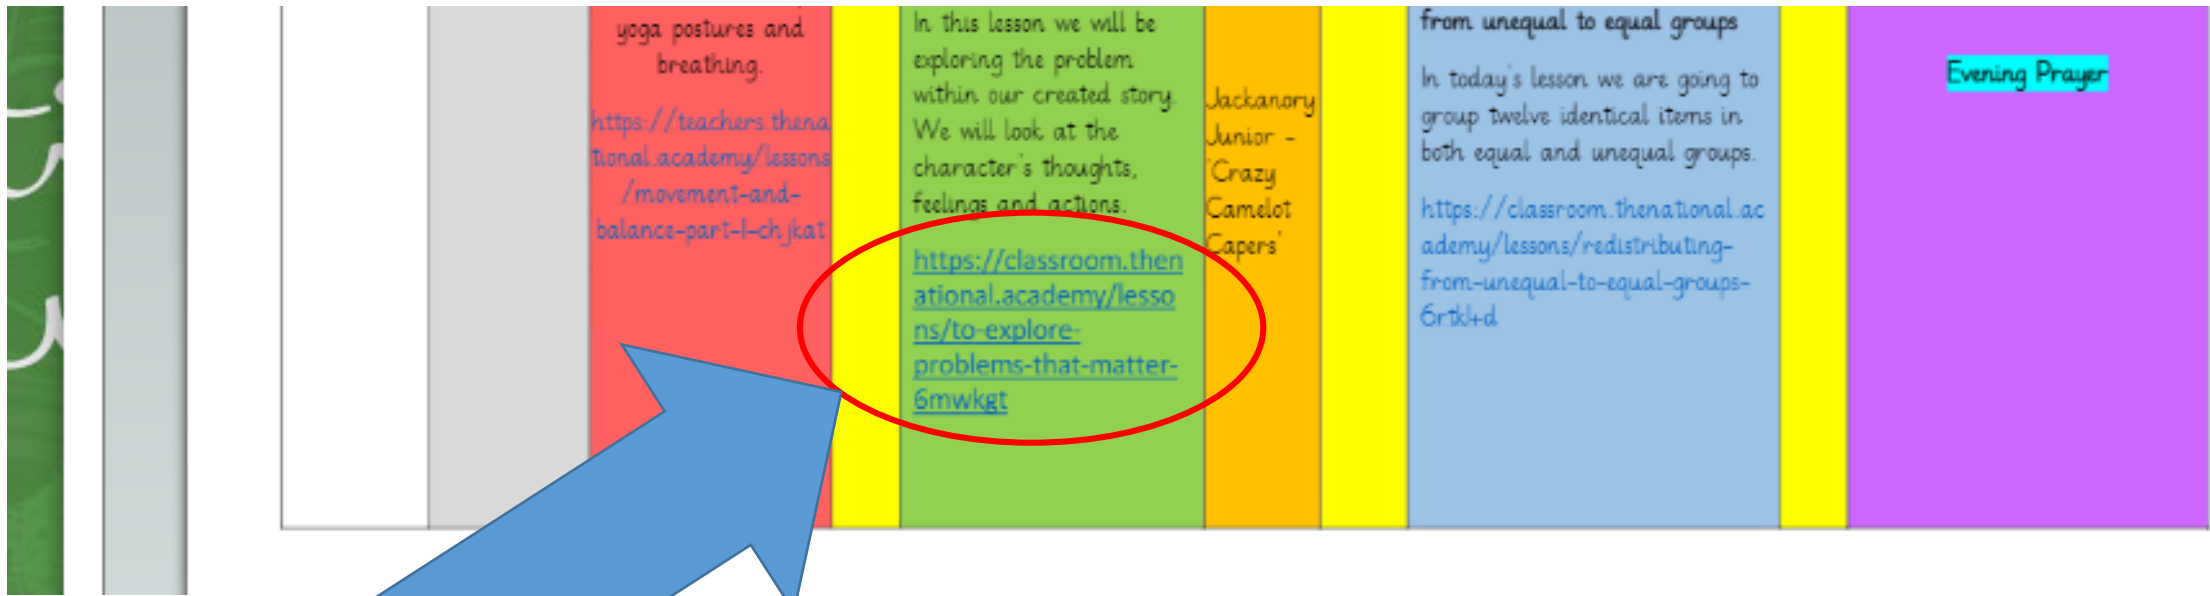 yoga postures and
breathing.
https://teachers.thena
tional.academy/lessons
/movement-and-
balance-part-1-chjkat
In this lesson we will be
exploring the problem
within our created story.
We will look at the
character's thoughts,
feelings and actions.
https://classroom.then
ational.academy/lesso
ns/to-explore-
problems-that-matter-
6mwkgt
Jackanory
Junior -
'Crazy
Camelot
Capers'
from unequal to equal groups
In today's lesson we are going to
group twelve identical items in
both equal and unequal groups.
https://classroom.thenational.ac
ademy/lessons/redistributing-
from-unequal-to-equal-groups-
Evening Prayer